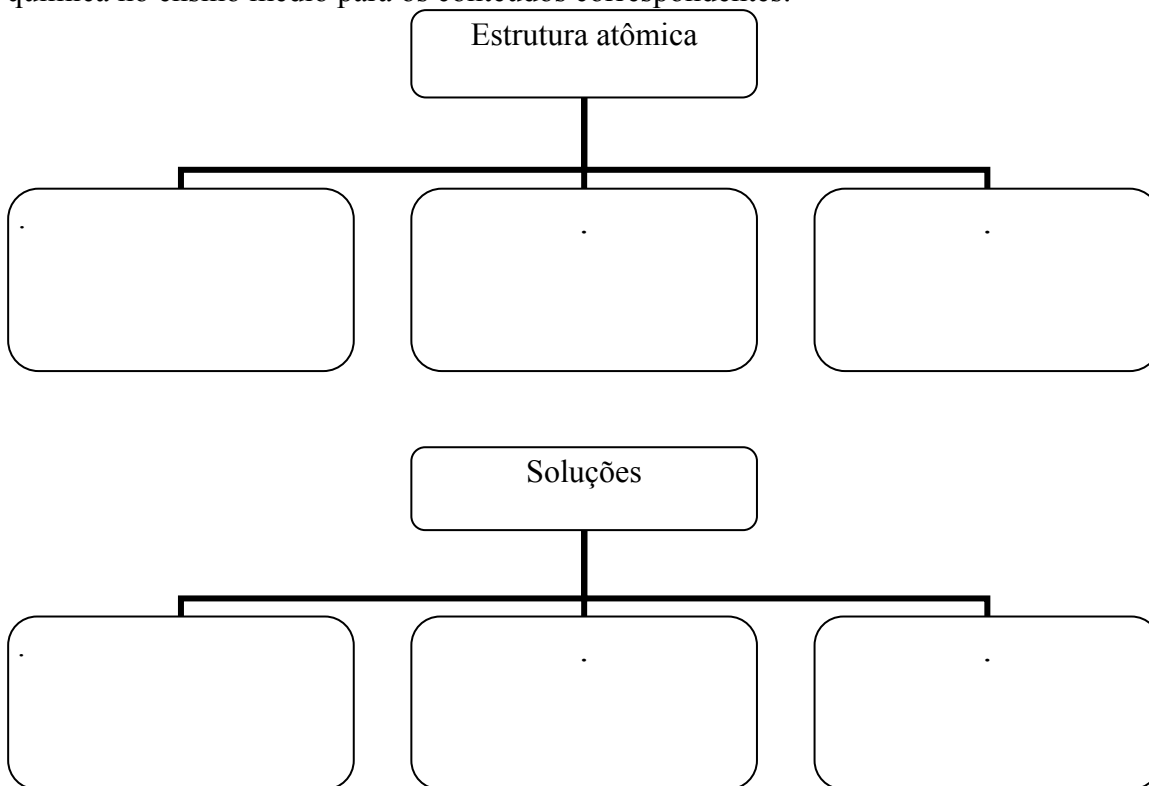 química no ensino médio para os conteúdos correspondentes.
Estrutura atômica
.
.
.
Soluções
.
.
.